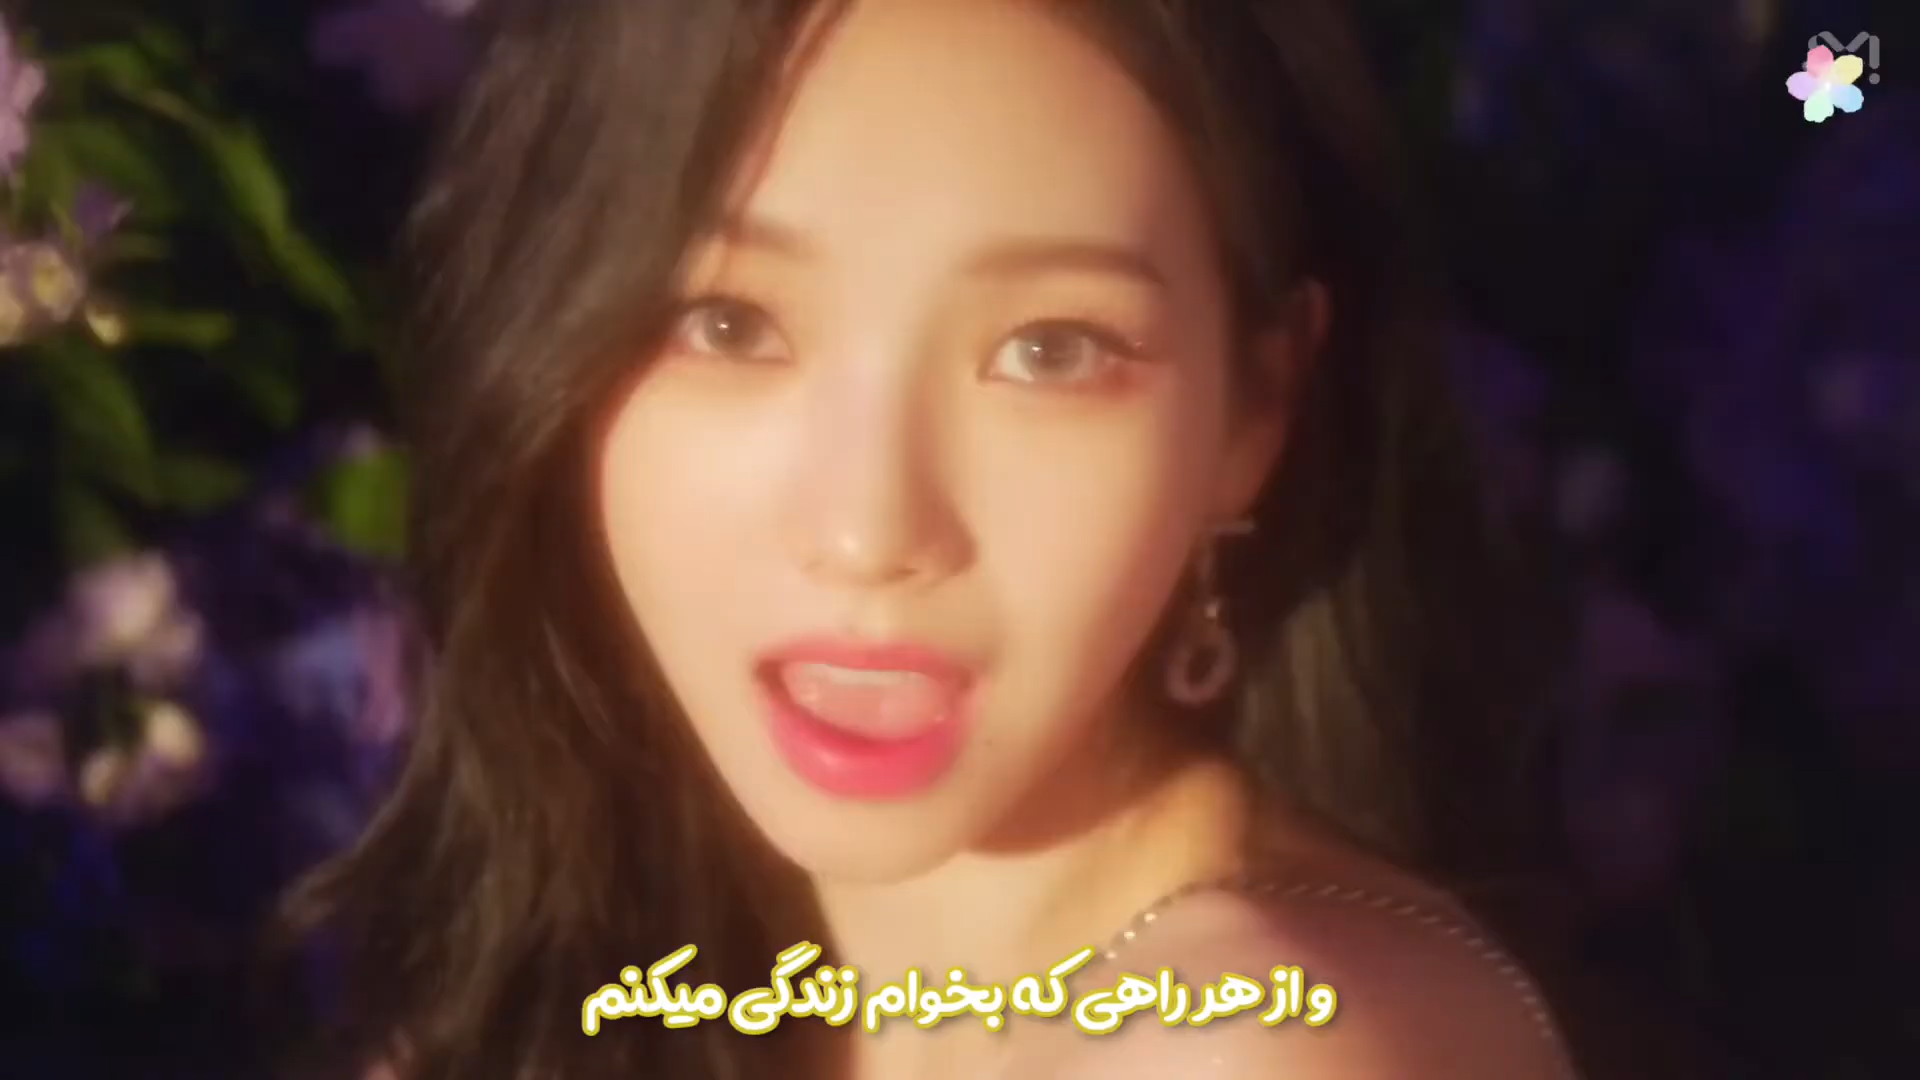 و از هر راهی که بخوام زندگی میکنم